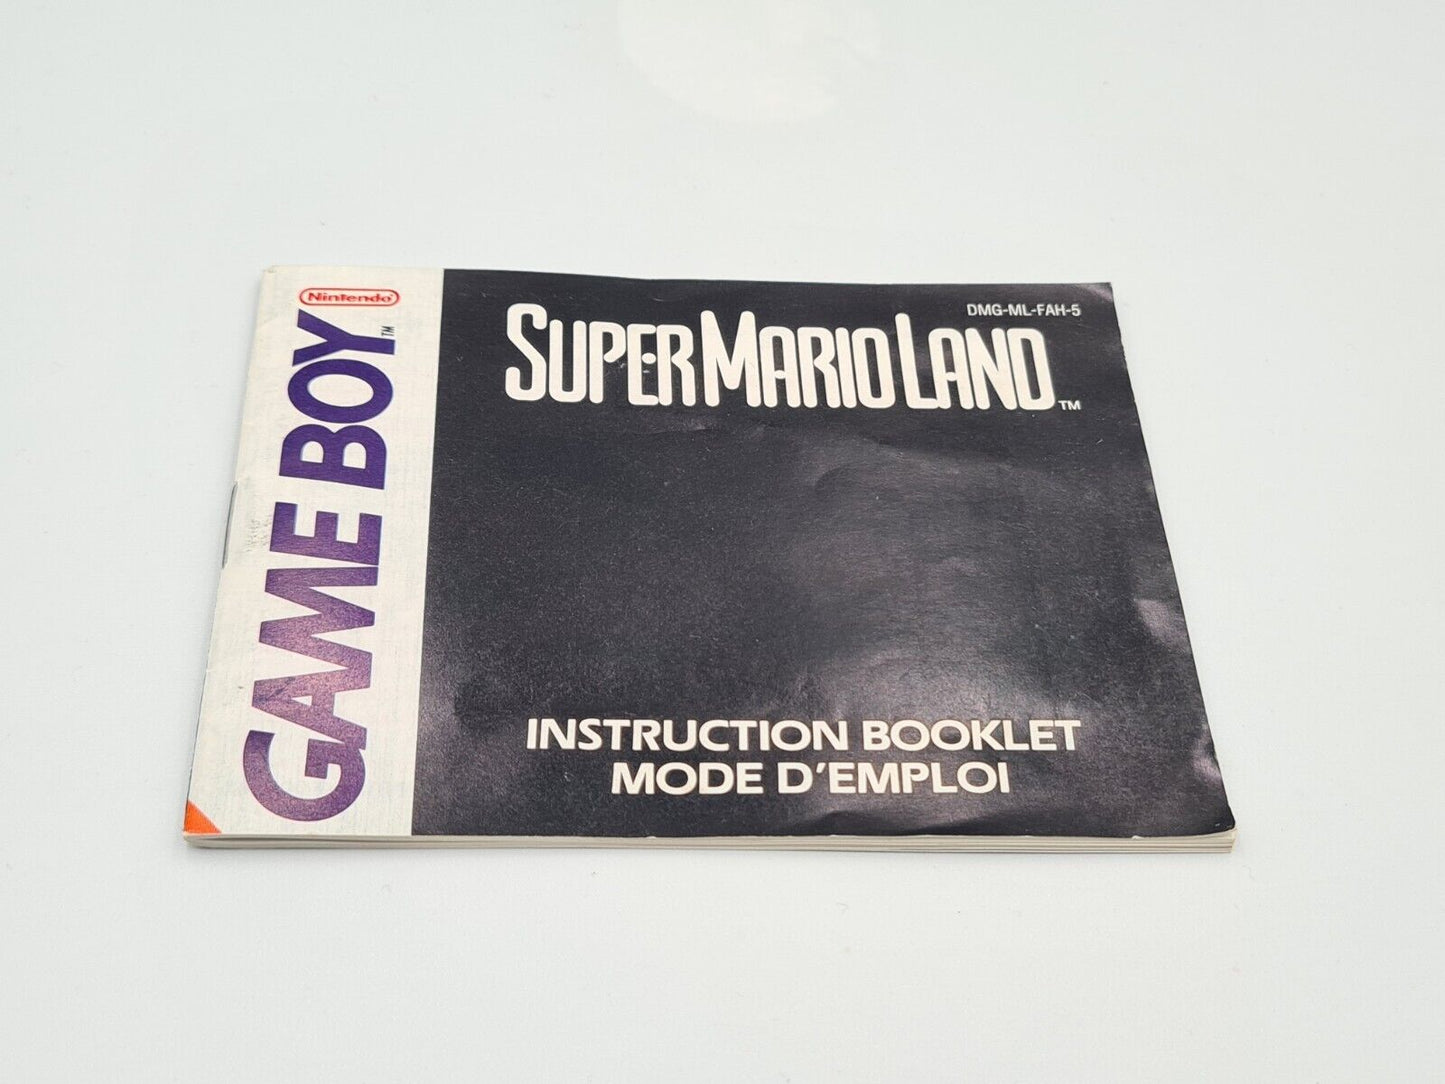 Nintendo®
GAME BOY™
DMG-ML-FAH-5
SUPER MARIO LAND™
INSTRUCTION BOOKLET
MODE D'EMPLOI